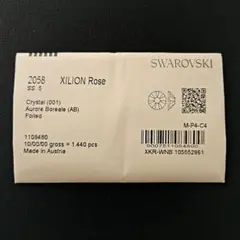 SWAROVSKI
2058 XILION Rose
SS 5
Crystal (001)
Aurore Boreale (AB)
Foiled
M-P4-C4
1109480
10/00/00 gross = 1,440 pcs
Made in Austria
XKR-WNB 105552961